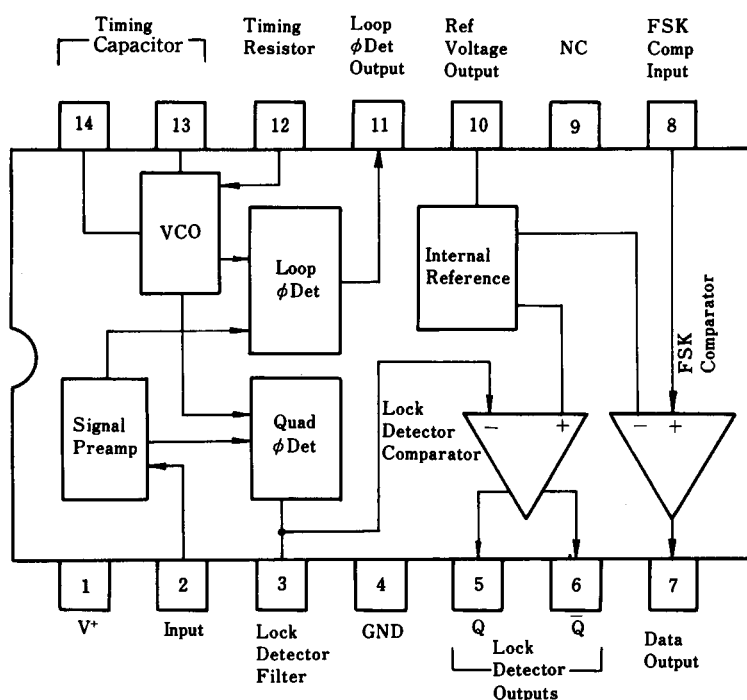 Timing
Capacitor
Timing
Resistor
Loop
φDet
Output
Ref
Voltage
Output
NC
FSK
Comp
Input
14
13
12
11
10
9
8
VCO
Loop
φDet
Internal
Reference
FSK
Comparator
Signal
Preamp
Quad
φDet
Lock
Detector
Comparator
−
+
−
+
1
2
3
4
5
6
7
V⁺
Input
Lock
Detector
Filter
GND
Q
Q̅
Lock
Detector
Outputs
Data
Output